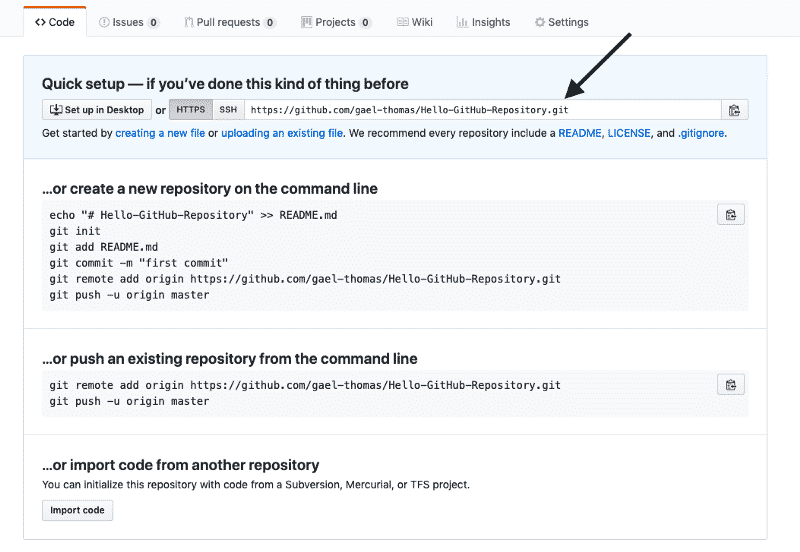 Code Issues 0 Pull requests 0 Projects 0 Wiki Insights Settings
Quick setup — if you’ve done this kind of thing before
Set up in Desktop or HTTPS SSH https://github.com/gael-thomas/Hello-GitHub-Repository.git
Get started by creating a new file or uploading an existing file. We recommend every repository include a README, LICENSE, and .gitignore.
…or create a new repository on the command line
echo "# Hello-GitHub-Repository" >> README.md
git init
git add README.md
git commit -m "first commit"
git remote add origin https://github.com/gael-thomas/Hello-GitHub-Repository.git
git push -u origin master
…or push an existing repository from the command line
git remote add origin https://github.com/gael-thomas/Hello-GitHub-Repository.git
git push -u origin master
…or import code from another repository
You can initialize this repository with code from a Subversion, Mercurial, or TFS project.
Import code